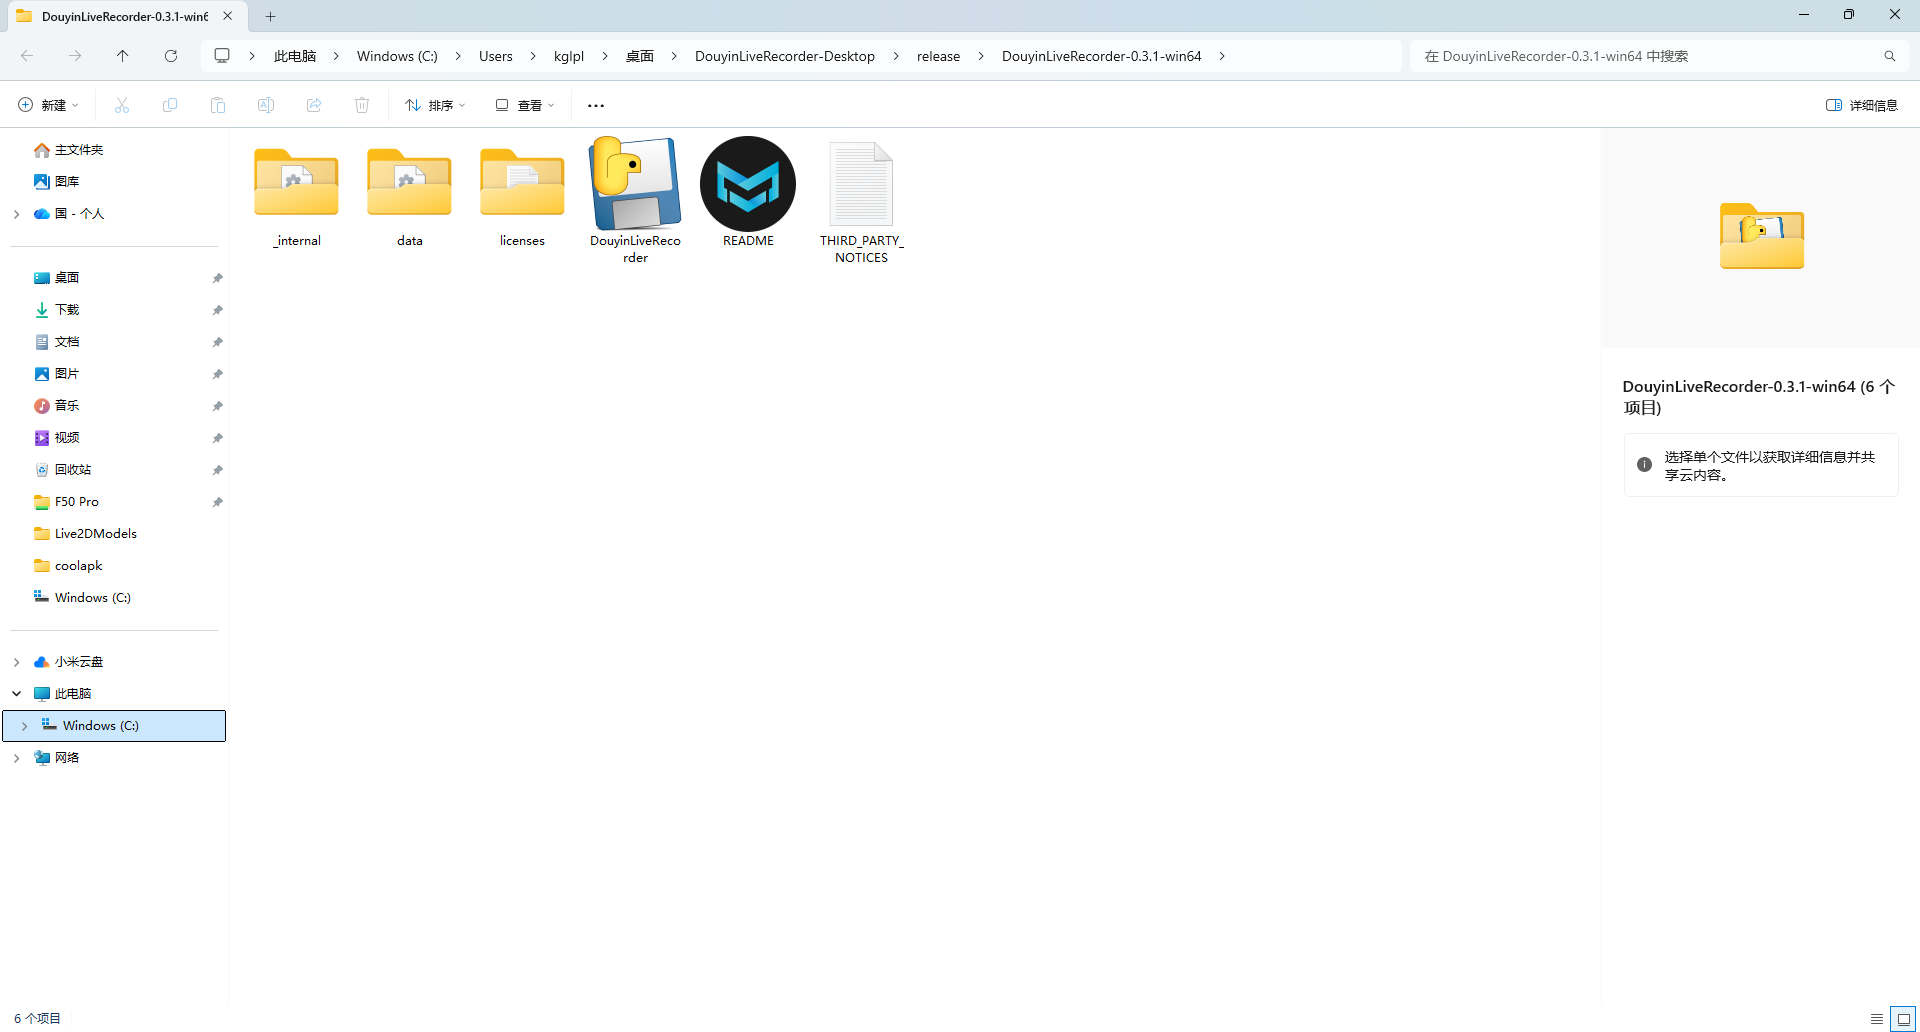 DouyinLiveRecorder-0.3.1-win6
此电脑 Windows (C:) Users kglpl 桌面 DouyinLiveRecorder-Desktop release DouyinLiveRecorder-0.3.1-win64
在 DouyinLiveRecorder-0.3.1-win64 中搜索
新建 排序 查看 详细信息
主文件夹
图库
国 - 个人
桌面
下载
文档
图片
音乐
视频
回收站
F50 Pro
Live2DModels
coolapk
Windows (C:)
小米云盘
此电脑
Windows (C:)
网络
_internal
data
licenses
DouyinLiveReco
rder
README
THIRD_PARTY_
NOTICES
DouyinLiveRecorder-0.3.1-win64 (6 个
项目)
选择单个文件以获取详细信息并共
享云内容。
6 个项目